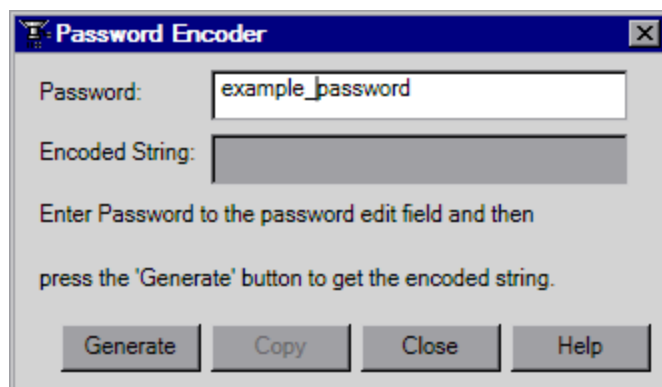 Password Encoder
Password: example_password
Encoded String:
Enter Password to the password edit field and then
press the 'Generate' button to get the encoded string.
Generate Copy Close Help